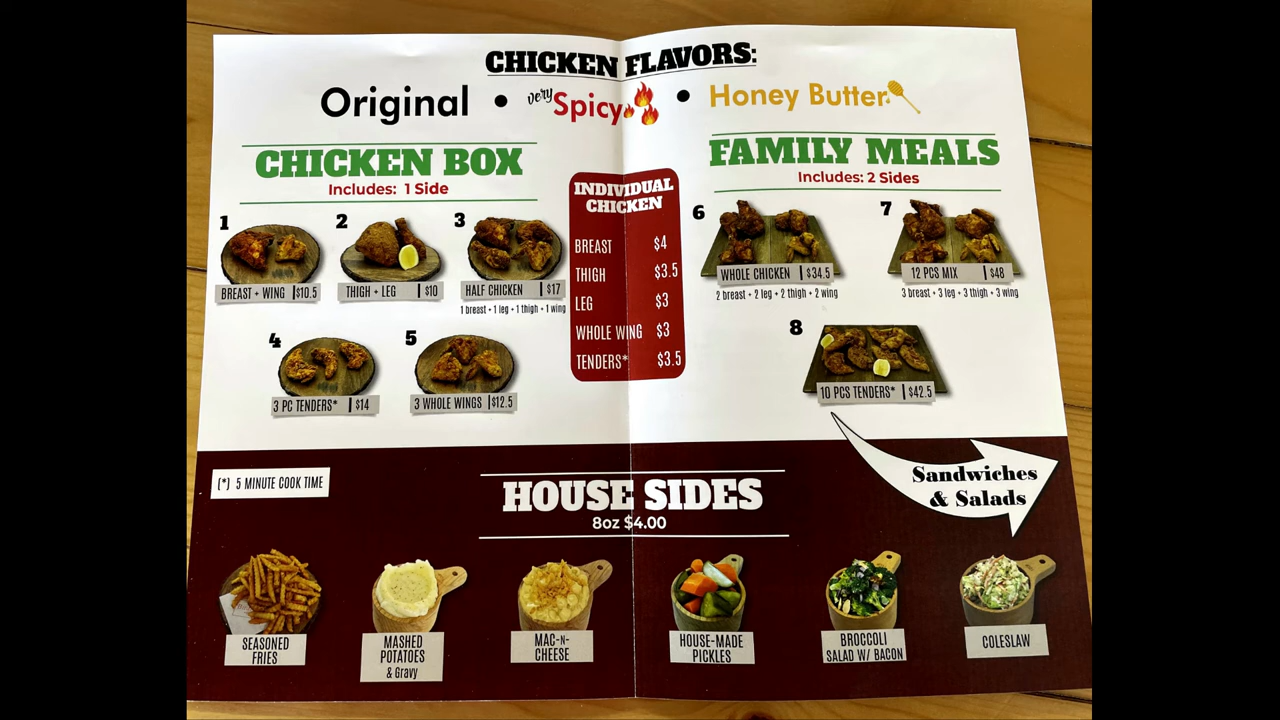 CHICKEN FLAVORS:
Original • very Spicy • Honey Butter
CHICKEN BOX
Includes: 1 Side
1
BREAST + WING | $10.5
2
THIGH + LEG | $10
3
HALF CHICKEN | $17
1 breast + 1 leg + 1 thigh + 1 wing
4
3 PC TENDERS* | $14
5
3 WHOLE WINGS | $12.5
INDIVIDUAL
CHICKEN
BREAST $4
THIGH $3.5
LEG $3
WHOLE WING $3
TENDERS* $3.5
FAMILY MEALS
Includes: 2 Sides
6
WHOLE CHICKEN | $34.5
2 breast + 2 leg + 2 thigh + 2 wing
7
12 PCS MIX | $48
3 breast + 3 leg + 3 thigh + 3 wing
8
10 PCS TENDERS* | $42.5
Sandwiches
& Salads
(*) 5 MINUTE COOK TIME
HOUSE SIDES
8oz $4.00
SEASONED
FRIES
MASHED
POTATOES
& Gravy
MAC-N-
CHEESE
HOUSE-MADE
PICKLES
BROCCOLI
SALAD W/ BACON
COLESLAW